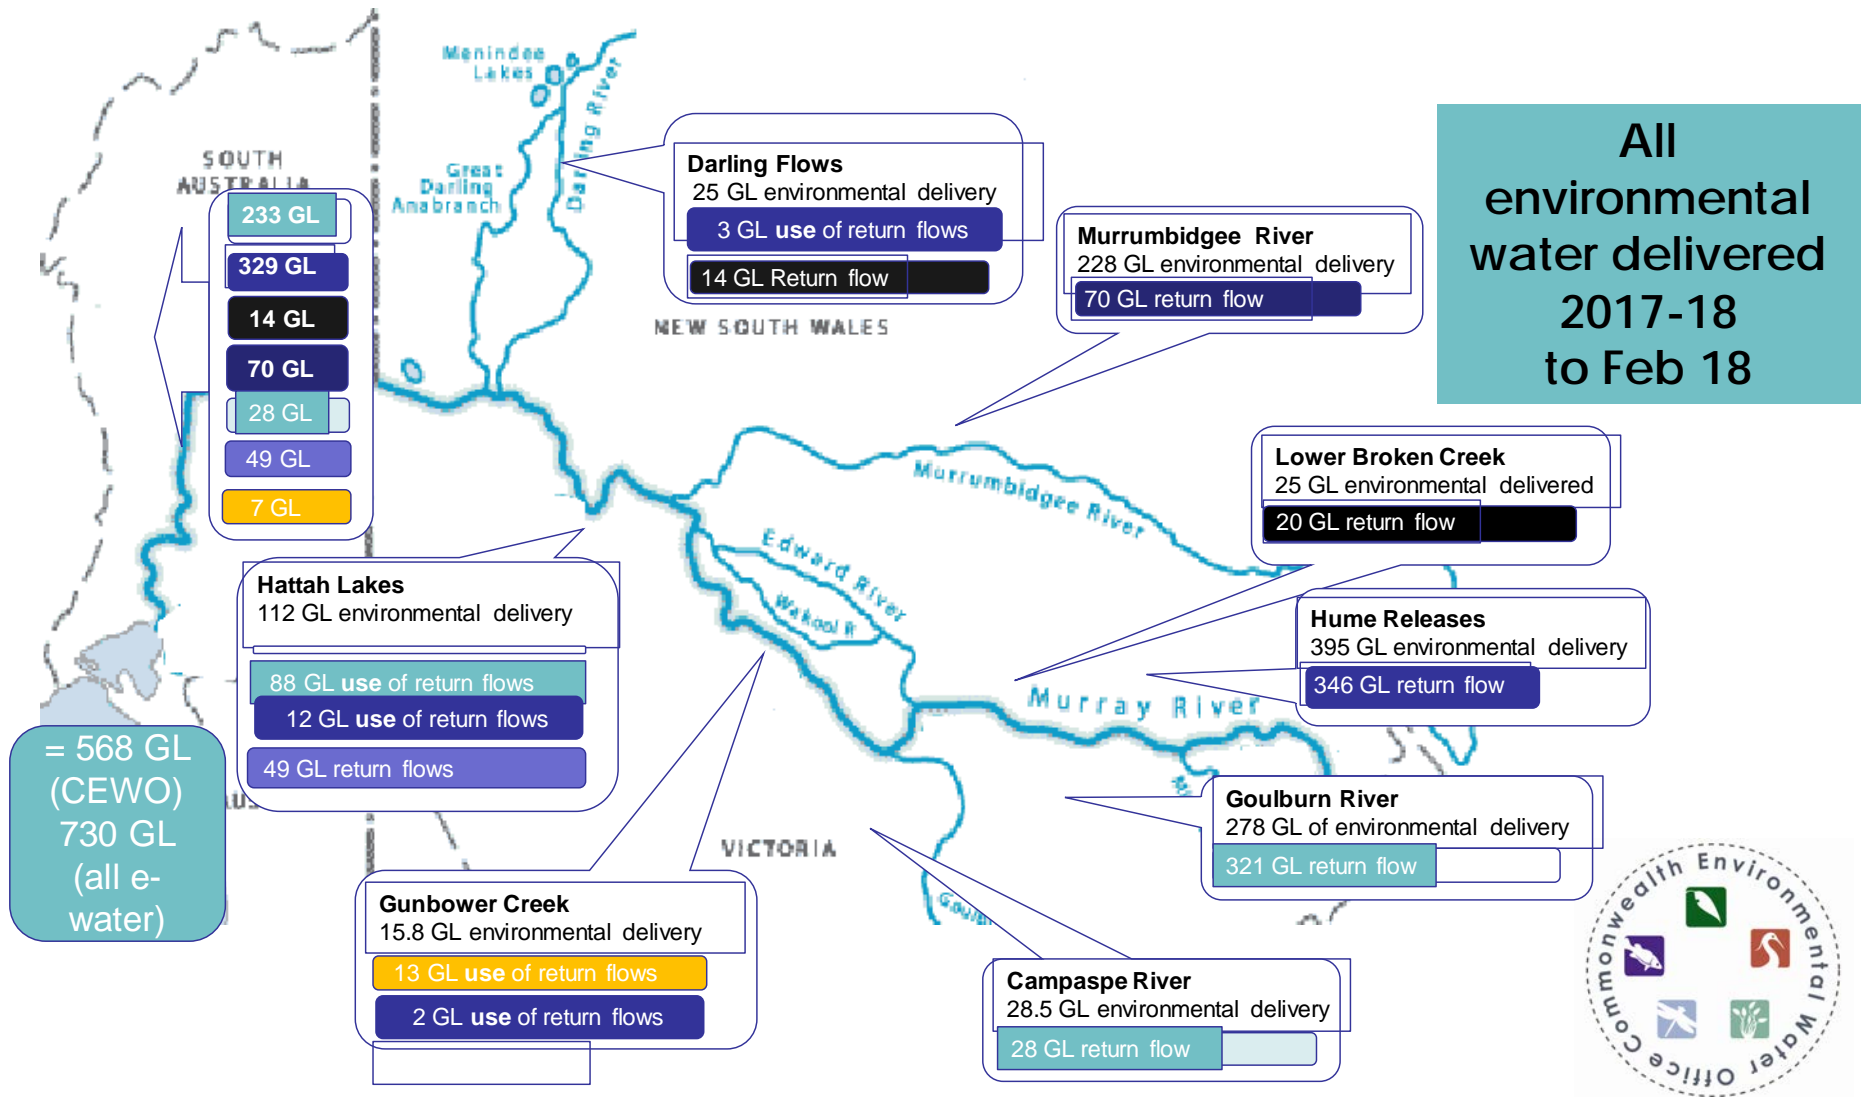 Menindee
Lakes
Darling River
Great
Darling
Anabranch
SOUTH
AUSTRALIA
NEW SOUTH WALES
233 GL
329 GL
14 GL
70 GL
28 GL
49 GL
7 GL
Darling Flows
25 GL environmental delivery
3 GL use of return flows
14 GL Return flow
Murrumbidgee River
228 GL environmental delivery
70 GL return flow
All
environmental
water delivered
2017-18
to Feb 18
Murrumbidgee River
Edward River
Wakool R
Murray River
Lower Broken Creek
25 GL environmental delivered
20 GL return flow
Hume Releases
395 GL environmental delivery
346 GL return flow
Hattah Lakes
112 GL environmental delivery
88 GL use of return flows
12 GL use of return flows
49 GL return flows
= 568 GL
(CEWO)
730 GL
(all e-
water)
VICTORIA
Goulburn River
278 GL of environmental delivery
321 GL return flow
Gunbower Creek
15.8 GL environmental delivery
13 GL use of return flows
2 GL use of return flows
Campaspe River
28.5 GL environmental delivery
28 GL return flow
Commonwealth Environmental Water Office